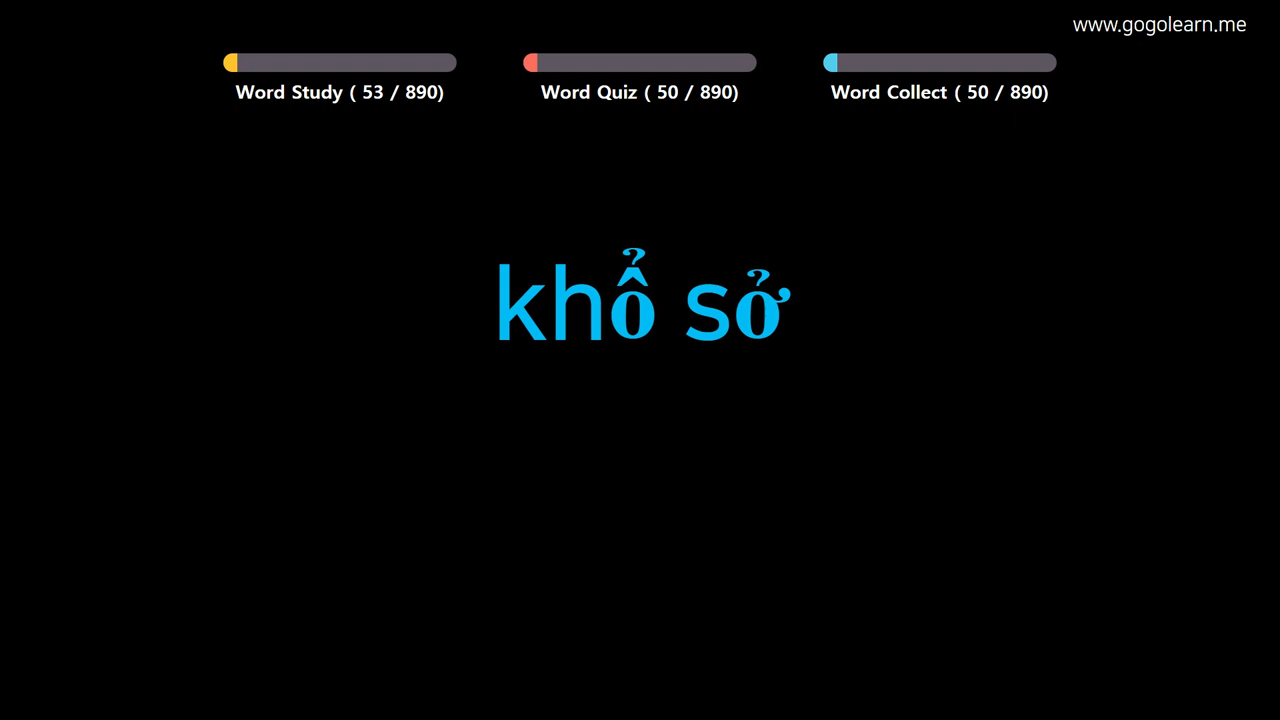 www.gogolearn.me
Word Study ( 53 / 890)
Word Quiz ( 50 / 890)
Word Collect ( 50 / 890)
khổ sở